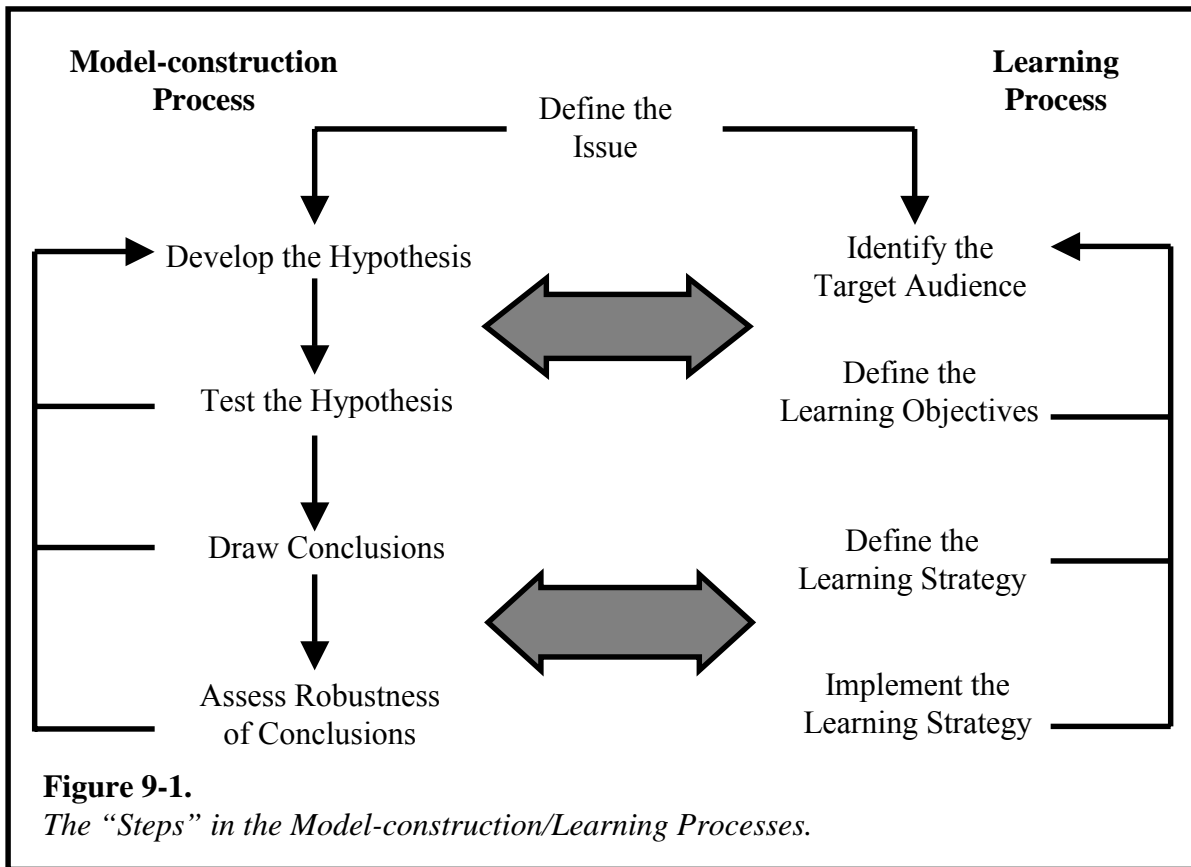 Model-construction
Process
Define the
Issue
Learning
Process
Develop the Hypothesis
Test the Hypothesis
Draw Conclusions
Assess Robustness
of Conclusions
Identify the
Target Audience
Define the
Learning Objectives
Define the
Learning Strategy
Implement the
Learning Strategy
Figure 9-1.
The “Steps” in the Model-construction/Learning Processes.